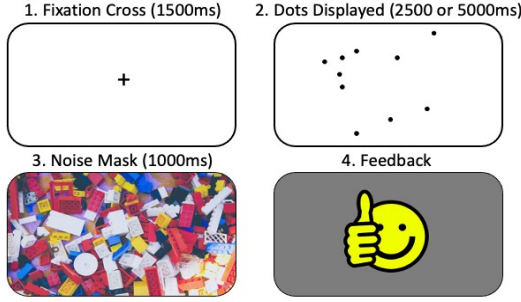 1. Fixation Cross (1500ms)
2. Dots Displayed (2500 or 5000ms)
3. Noise Mask (1000ms)
4. Feedback